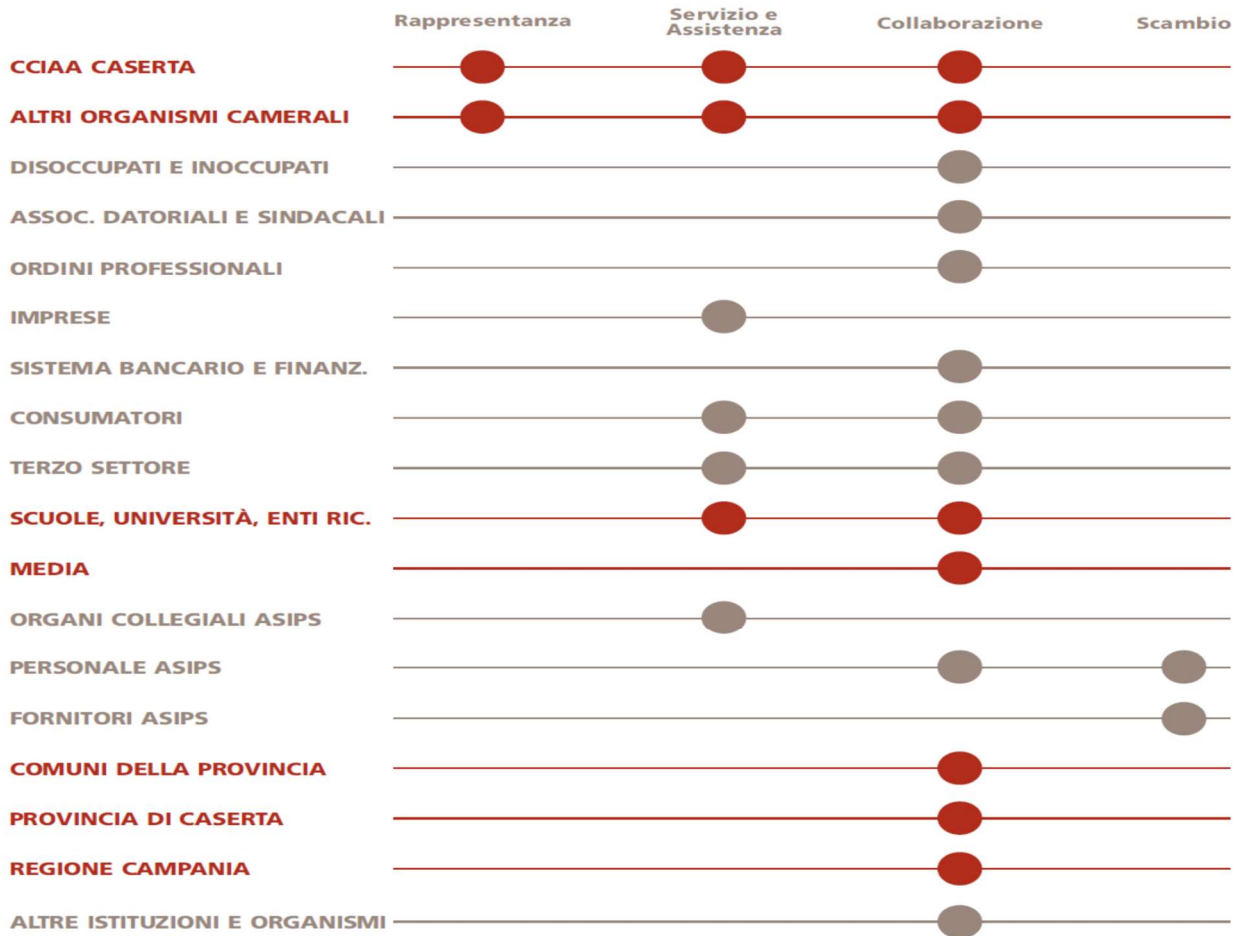 Rappresentanza
Servizio e
Assistenza
Collaborazione
Scambio
CCIAA CASERTA
ALTRI ORGANISMI CAMERALI
DISOCCUPATI E INOCCUPATI
ASSOC. DATORIALI E SINDACALI
ORDINI PROFESSIONALI
IMPRESE
SISTEMA BANCARIO E FINANZ.
CONSUMATORI
TERZO SETTORE
SCUOLE, UNIVERSITÀ, ENTI RIC.
MEDIA
ORGANI COLLEGIALI ASIPS
PERSONALE ASIPS
FORNITORI ASIPS
COMUNI DELLA PROVINCIA
PROVINCIA DI CASERTA
REGIONE CAMPANIA
ALTRE ISTITUZIONI E ORGANISMI